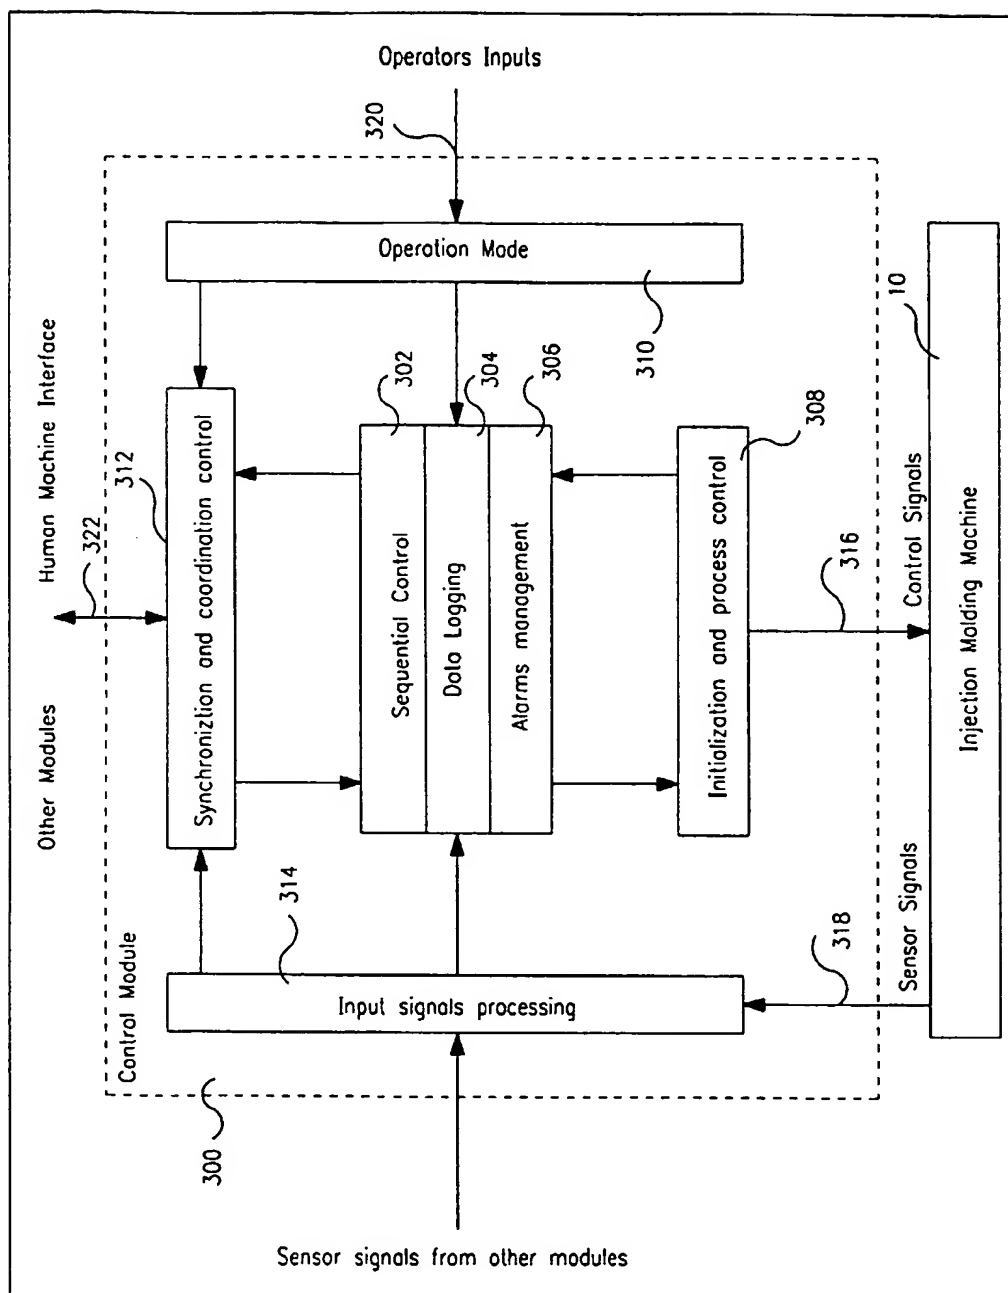 Operators Inputs
320
Operation Mode
310
10
Human Machine Interface
Other Modules
322
312
Synchroniztion and coordination control
302
304
306
Sequential Control
Data Logging
Alarms management
308
Initialization and process control
316
Control Signals
Injection Molding Machine
Sensor Signals
318
314
Input signals processing
Control Module
300
Sensor signals from other modules